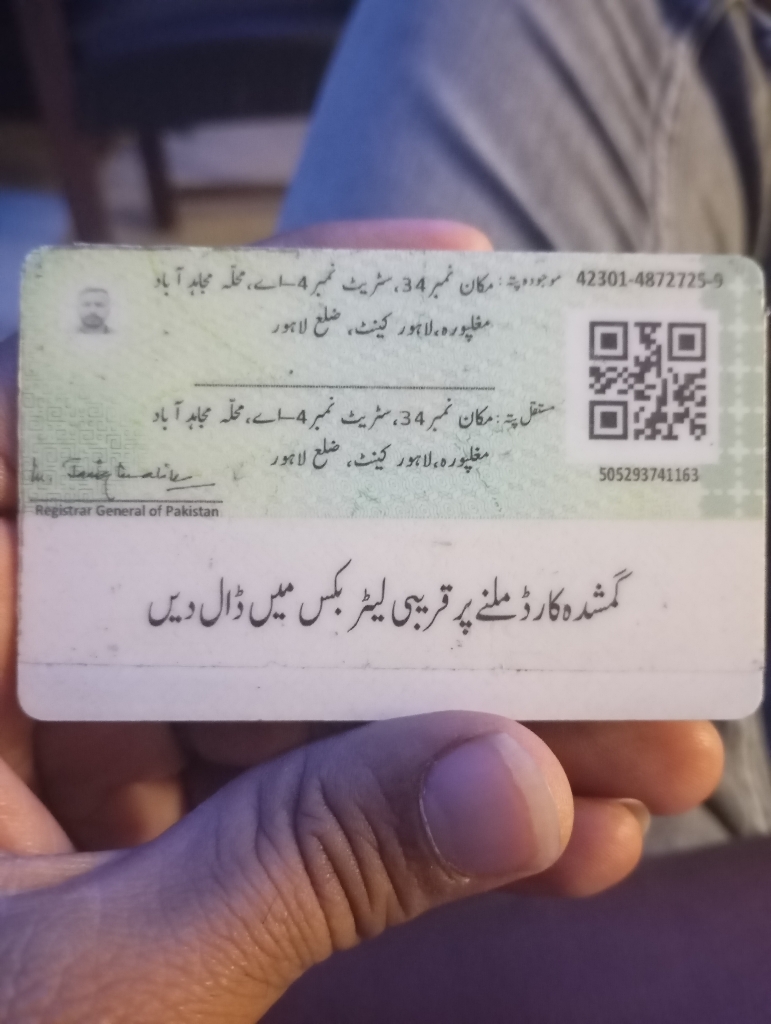 42301-4872725-9
موجودہ پتہ: مکان نمبر 34، سٹریٹ نمبر 4-اے، محلّہ مجاہد آباد
مغلپورہ، لاہور کینٹ، ضلع لاہور
مستقل پتہ: مکان نمبر 34، سٹریٹ نمبر 4-اے، محلّہ مجاہد آباد
مغلپورہ، لاہور کینٹ، ضلع لاہور
505293741163
Registrar General of Pakistan
گمشدہ کارڈ ملنے پر قریبی لیٹر بکس میں ڈال دیں